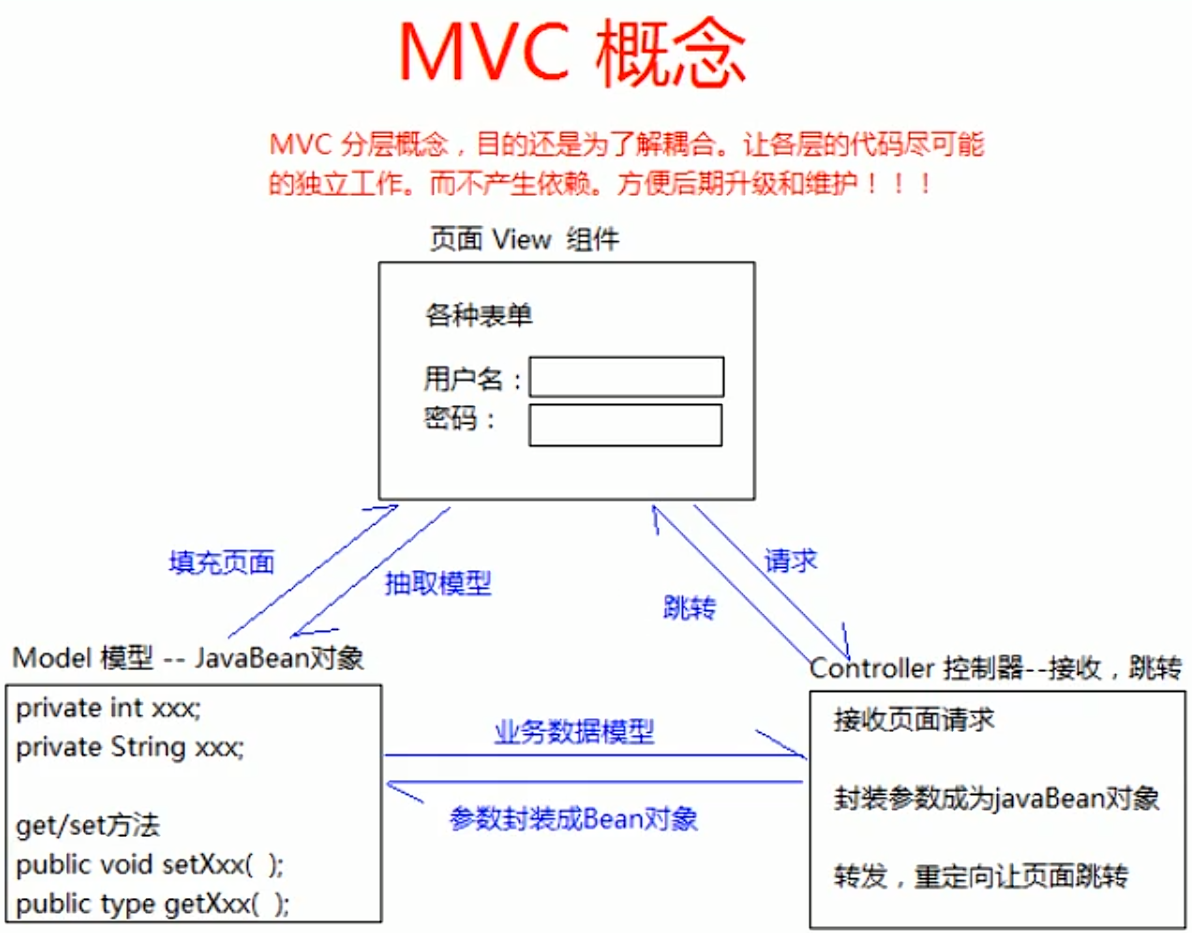 MVC 概念
MVC 分层概念，目的还是为了解耦合。让各层的代码尽可能
的独立工作。而不产生依赖。方便后期升级和维护！！！
页面 View 组件
各种表单
用户名：
密码：
填充页面
抽取模型
请求
跳转
Model 模型 -- JavaBean对象
private int xxx;
private String xxx;
get/set方法
public void setXxx( );
public type getXxx( );
业务数据模型
参数封装成Bean对象
Controller 控制器--接收，跳转
接收页面请求
封装参数成为javaBean对象
转发，重定向让页面跳转